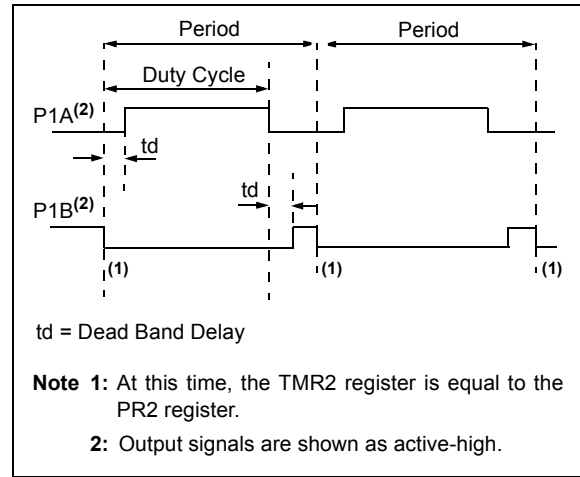 Period Period
Duty Cycle
P1A(2)
td
td
P1B(2)
(1) (1) (1)
td = Dead Band Delay
Note 1: At this time, the TMR2 register is equal to the
PR2 register.
2: Output signals are shown as active-high.